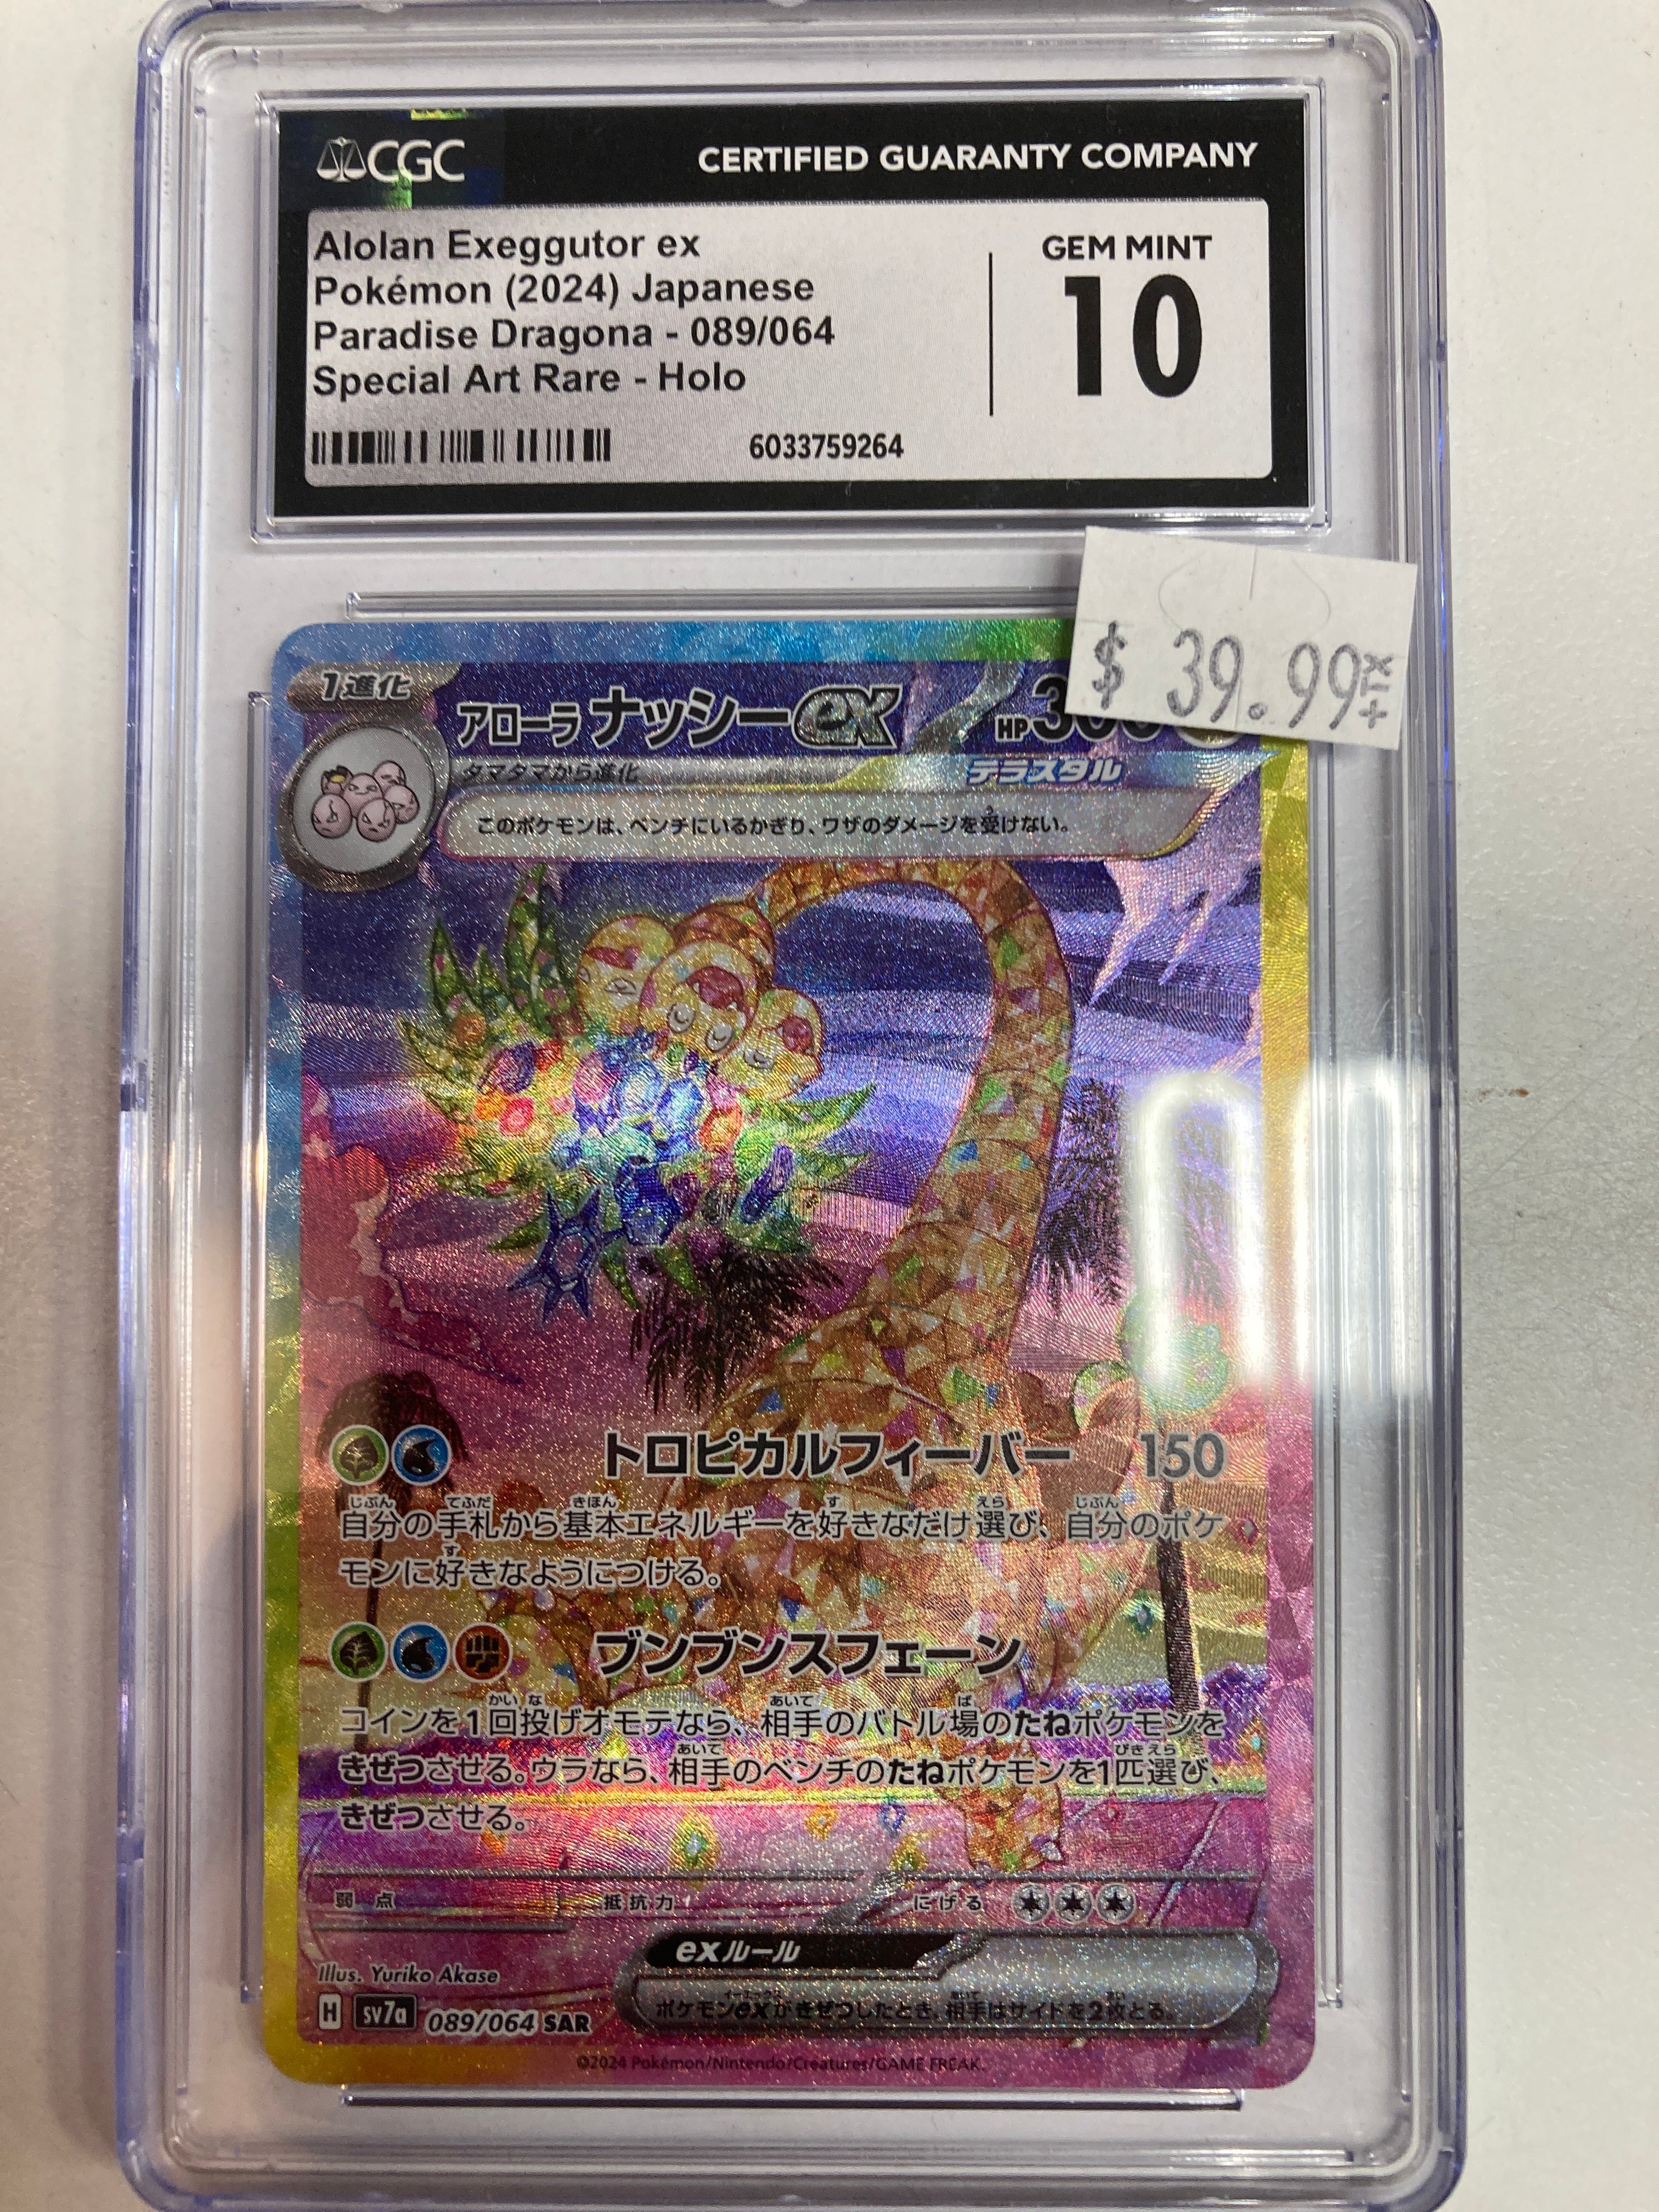 CGC
CERTIFIED GUARANTY COMPANY
Alolan Exeggutor ex
Pokémon (2024) Japanese
Paradise Dragona - 089/064
Special Art Rare - Holo
GEM MINT
10
6033759264
$ 39.99
1進化
アローラ ナッシーex
HP
タマタマから進化
テラスタル
このポケモンは、ベンチにいるかぎり、ワザのダメージを受けない。
トロピカルフィーバー 150
自分の手札から基本エネルギーを好きなだけ選び、自分のポケ
モンに好きなようにつける。
ブンブンスフェーン
コインを1回投げオモテなら、相手のバトル場のたねポケモンを
きぜつさせる。ウラなら、相手のベンチのたねポケモンを1匹選び、
きぜつさせる。
弱点 抵抗力 にげる
exルール
ポケモンexがきぜつしたとき、相手はサイドを2枚とる。
Illus. Yuriko Akase
H sv7a 089/064 SAR
©2024 Pokémon/Nintendo/Creatures/GAME FREAK.